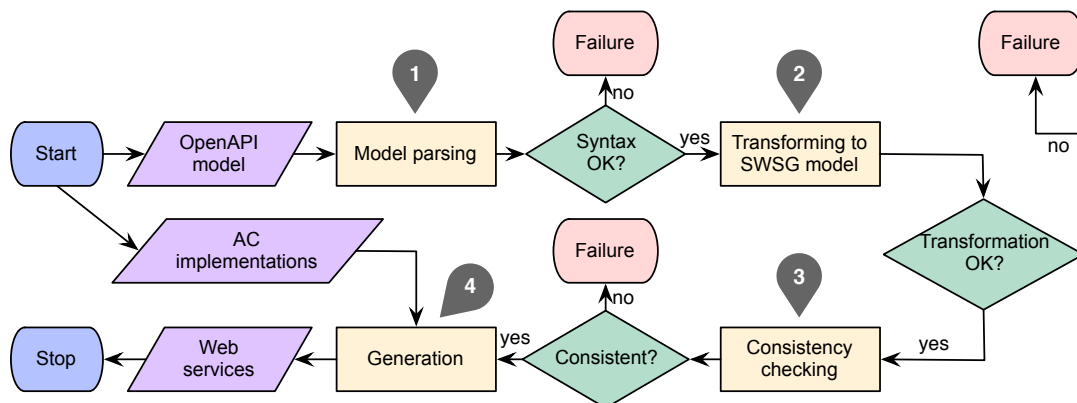 Failure
Failure
1
2
no
Start
OpenAPI
model
Model parsing
Syntax
OK?
yes
Transforming to
SWSG model
no
AC
implementations
Failure
Transformation
OK?
4
3
no
Stop
Web
services
Generation
yes
Consistent?
Consistency
checking
yes